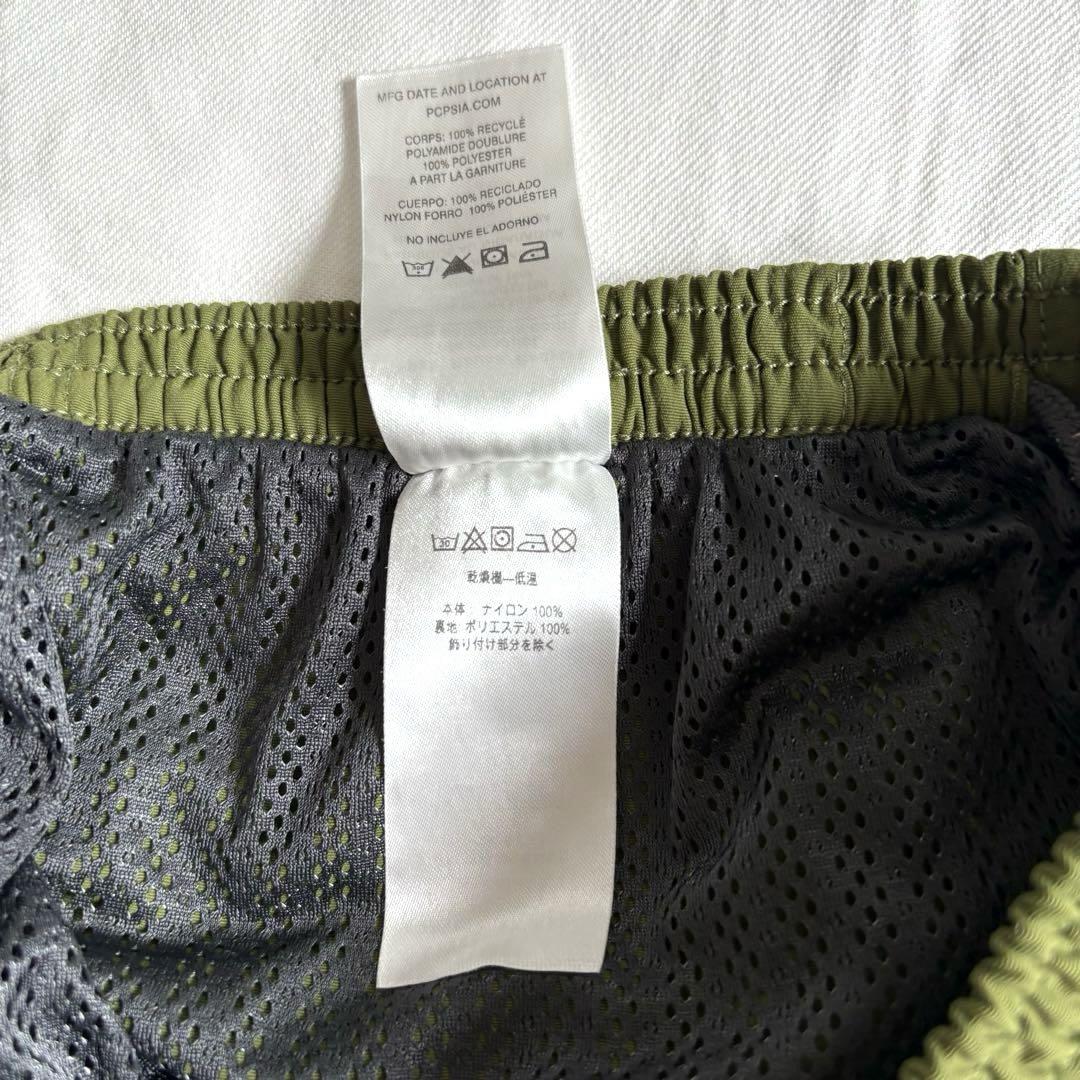 MFG DATE AND LOCATION AT
PCPSIA.COM
CORPS: 100% RECYCLÉ
POLYAMIDE DOUBLURE
100% POLYESTER
A PART LA GARNITURE
CUERPO: 100% RECICLADO
NYLON FORRO 100% POLIÉSTER
NO INCLUYE EL ADORNO
30
乾燥機—低温
本体 ナイロン 100%
裏地 ポリエステル 100%
飾り付け部分を除く